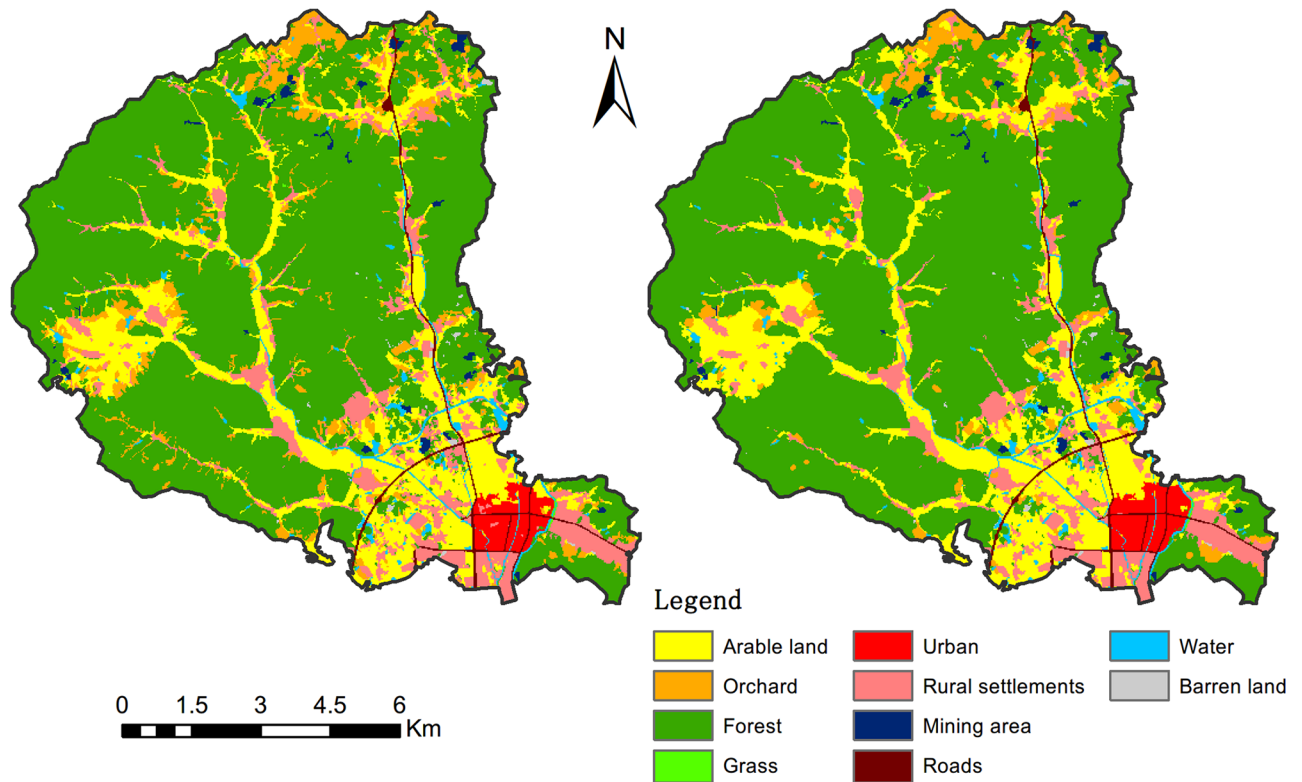 N
Legend
Arable land Urban Water
Orchard Rural settlements Barren land
Forest Mining area
Grass Roads
0 1.5 3 4.5 6
Km